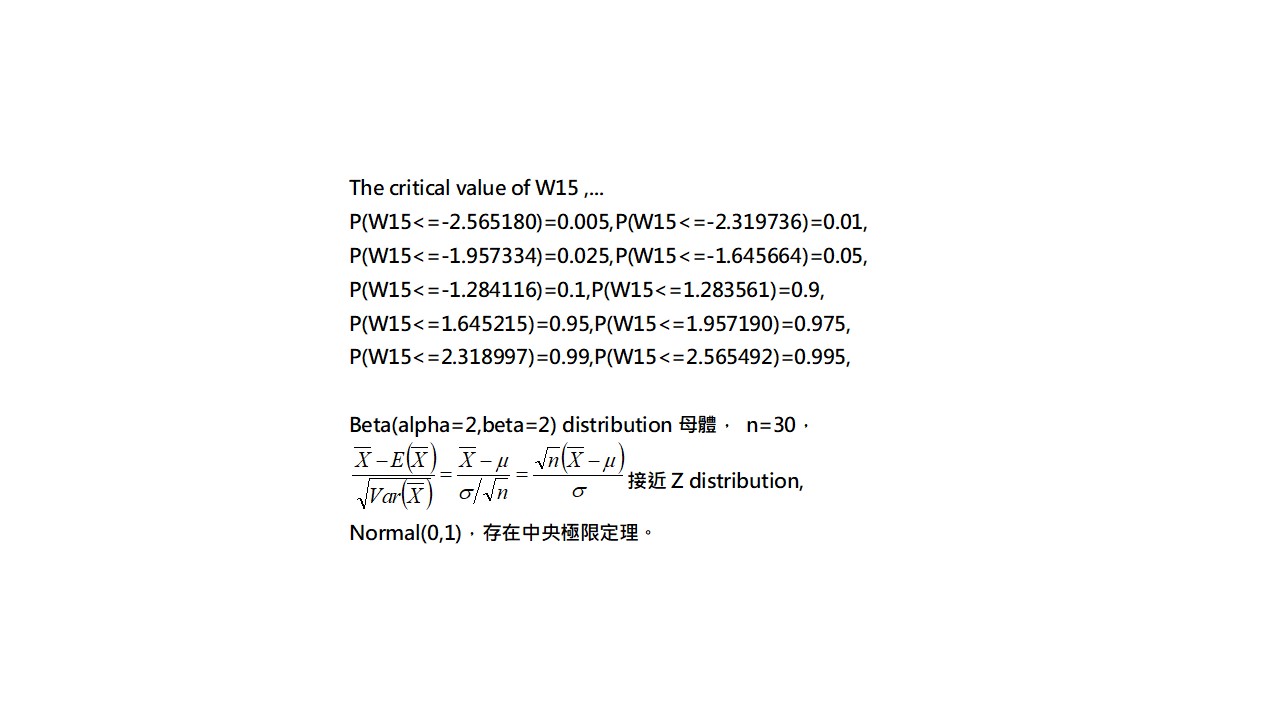 The critical value of W15 ,...
P(W15<=-2.565180)=0.005,P(W15<=-2.319736)=0.01,
P(W15<=-1.957334)=0.025,P(W15<=-1.645664)=0.05,
P(W15<=-1.284116)=0.1,P(W15<=1.283561)=0.9,
P(W15<=1.645215)=0.95,P(W15<=1.957190)=0.975,
P(W15<=2.318997)=0.99,P(W15<=2.565492)=0.995,
Beta(alpha=2,beta=2) distribution 母體， n=30，
\frac{\overline{X}-E(\overline{X})}{\sqrt{Var(\overline{X})}}=\frac{\overline{X}-\mu}{\sigma/\sqrt{n}}=\frac{\sqrt{n}(\overline{X}-\mu)}{\sigma} 接近 Z distribution,
Normal(0,1)，存在中央極限定理。